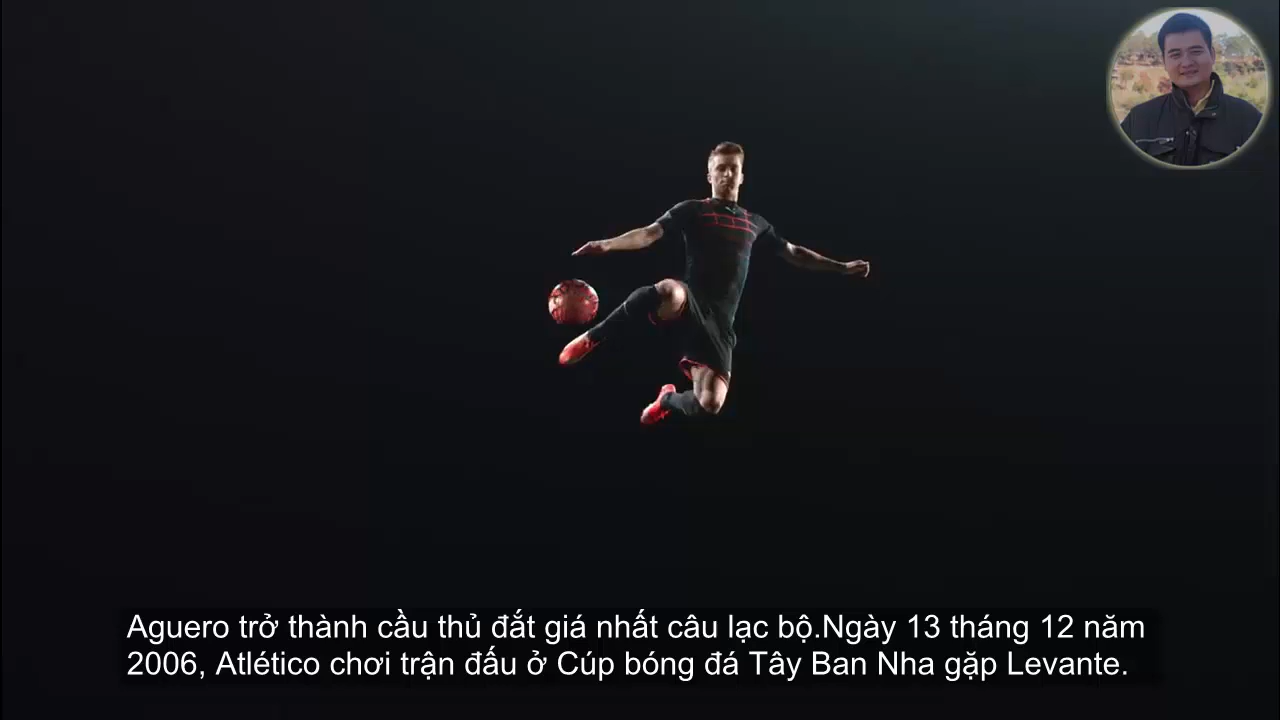 Aguero trở thành cầu thủ đắt giá nhất câu lạc bộ.Ngày 13 tháng 12 năm
2006, Atlético chơi trận đấu ở Cúp bóng đá Tây Ban Nha gặp Levante.